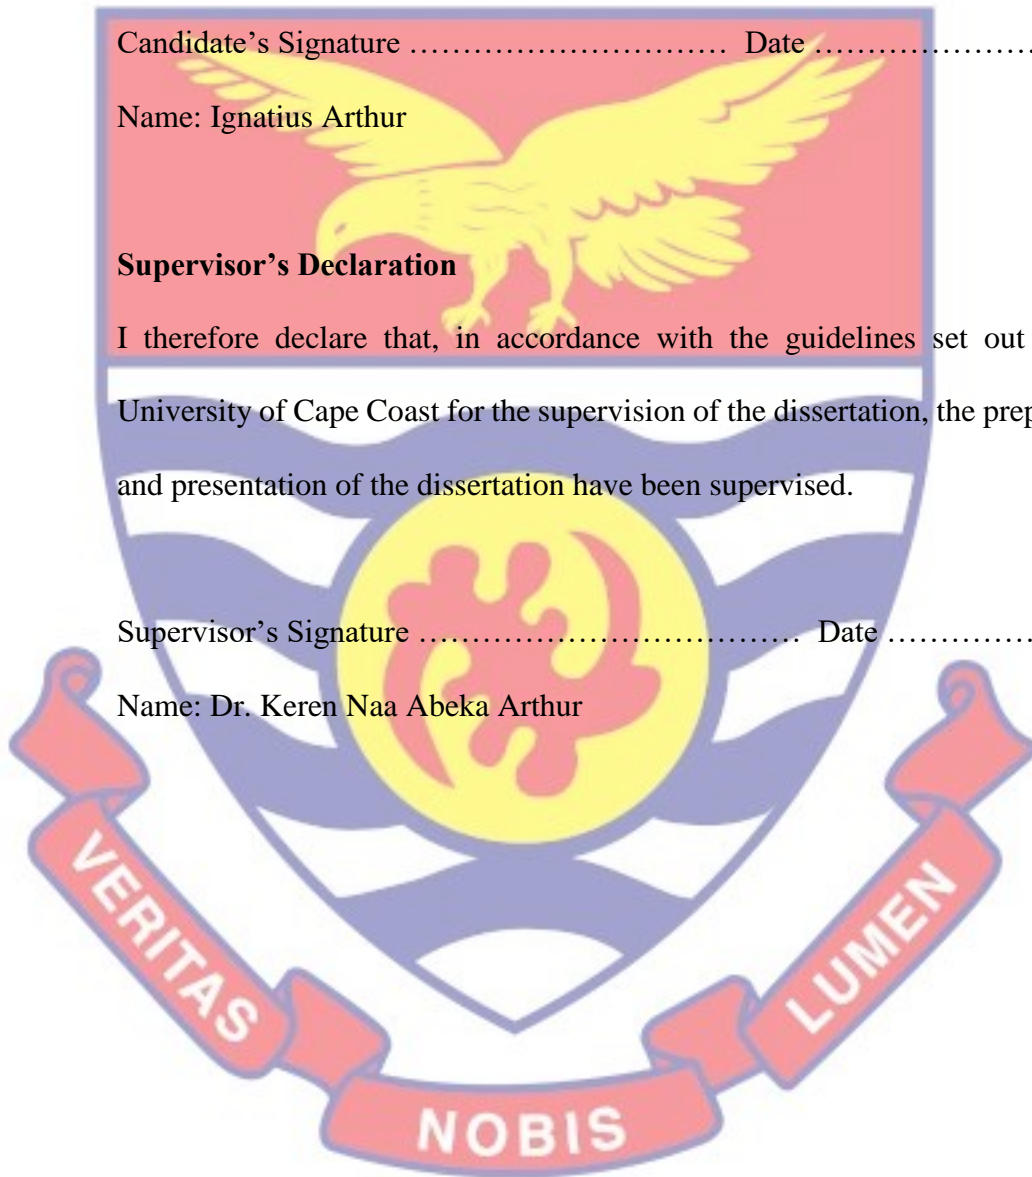 Candidate’s Signature ………………………… Date …………………
Name: Ignatius Arthur
Supervisor’s Declaration
I therefore declare that, in accordance with the guidelines set out
University of Cape Coast for the supervision of the dissertation, the prep
and presentation of the dissertation have been supervised.
Supervisor’s Signature ……………………………… Date ……………
Name: Dr. Keren Naa Abeka Arthur
VERITAS
NOBIS
LUMEN